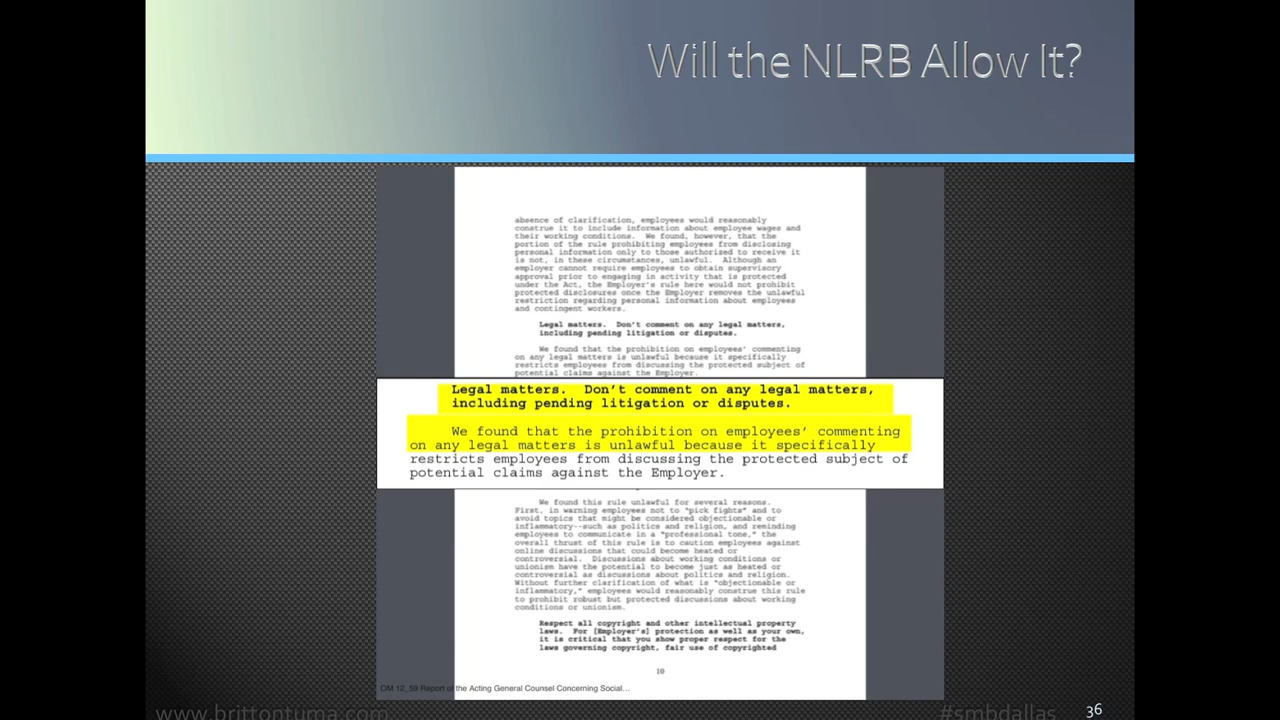 Will the NLRB Allow It?
absence of clarification, employees would reasonably
construe it to include information about employee wages and
their working conditions. We found, however, that the
portion of the rule prohibiting employees from disclosing
personal information only to those authorized to receive it
is not, in these circumstances, unlawful. Although an
employer cannot require employees to obtain supervisory
approval prior to engaging in activity that is protected
under the Act, the Employer's rule here would not prohibit
protected disclosures once the Employer removes the unlawful
restriction regarding personal information about employees
and contingent workers.
Legal matters. Don't comment on any legal matters,
including pending litigation or disputes.
We found that the prohibition on employees' commenting
on any legal matters is unlawful because it specifically
restricts employees from discussing the protected subject of
potential claims against the Employer.
Legal matters. Don't comment on any legal matters,
including pending litigation or disputes.
We found that the prohibition on employees' commenting
on any legal matters is unlawful because it specifically
restricts employees from discussing the protected subject of
potential claims against the Employer.
We found this rule unlawful for several reasons.
First, in warning employees not to "pick fights" and to
avoid topics that might be considered objectionable or
inflammatory--such as politics and religion, and reminding
employees to communicate in a "professional tone," the
overall thrust of this rule is to caution employees against
online discussions that could become heated or
controversial. Discussions about working conditions or
unionism have the potential to become just as heated or
controversial as discussions about politics and religion.
Without further clarification of what is "objectionable or
inflammatory," employees would reasonably construe this rule
to prohibit robust but protected discussions about working
conditions or unionism.
Respect all copyright and other intellectual property
laws. For [Employer's] protection as well as your own,
it is critical that you show proper respect for the
laws governing copyright, fair use of copyrighted
10
OM 12_59 Report of the Acting General Counsel Concerning Social...
www.brittontuma.com
#smbdallas
36